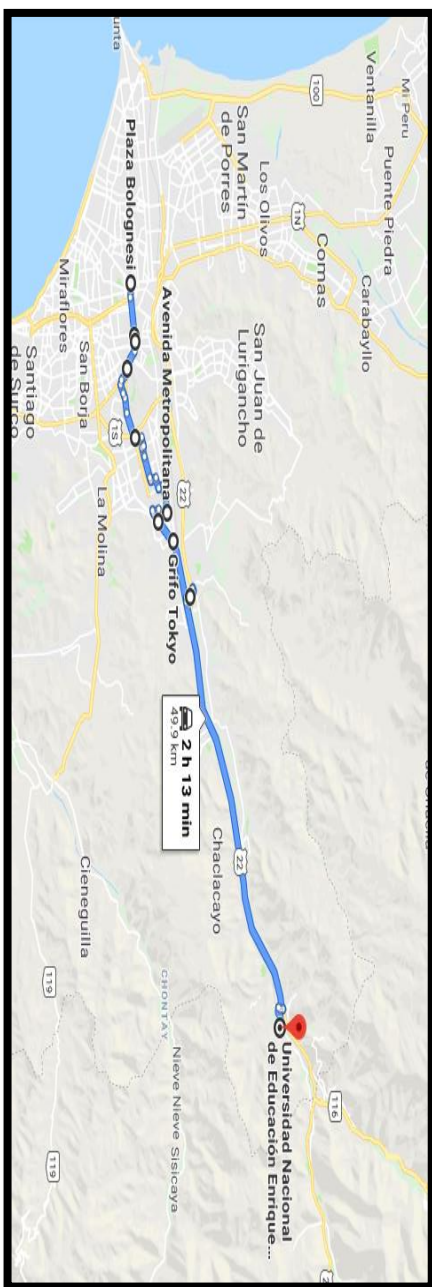 Mi Peru
Ventanilla
Puente Piedra
Carabayllo
100
1N
Comas
Los Olivos
San Martín
de Porres
San Juan de
Lurigancho
116
Universidad Nacional
de Educación Enrique...
22
22
Chaclacayo
Avenida Metropolitana
Grifo Tokyo
2 h 13 min
49.9 km
Plaza Bolognesi
1S
San Borja
La Molina
Miraflores
Santiago
de Surco
Cieneguilla
CHONTAY
Nieve Nieve
Sisicaya
119
119